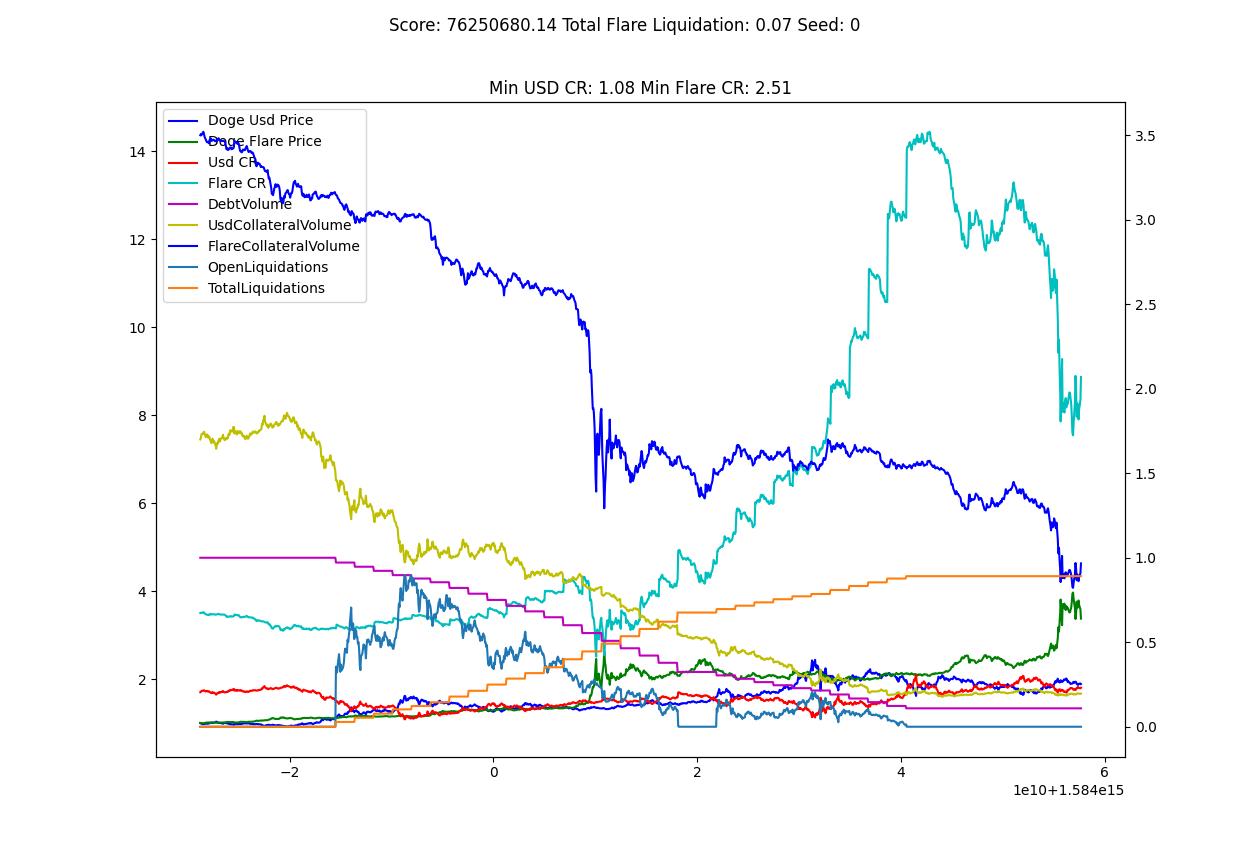 Score: 76250680.14 Total Flare Liquidation: 0.07 Seed: 0
Min USD CR: 1.08 Min Flare CR: 2.51
Doge Usd Price
Doge Flare Price
Usd CR
Flare CR
DebtVolume
UsdCollateralVolume
FlareCollateralVolume
OpenLiquidations
TotalLiquidations
14
12
10
8
6
4
2
3.5
3.0
2.5
2.0
1.5
1.0
0.5
0.0
−2
0
2
4
6
1e10+1.584e15